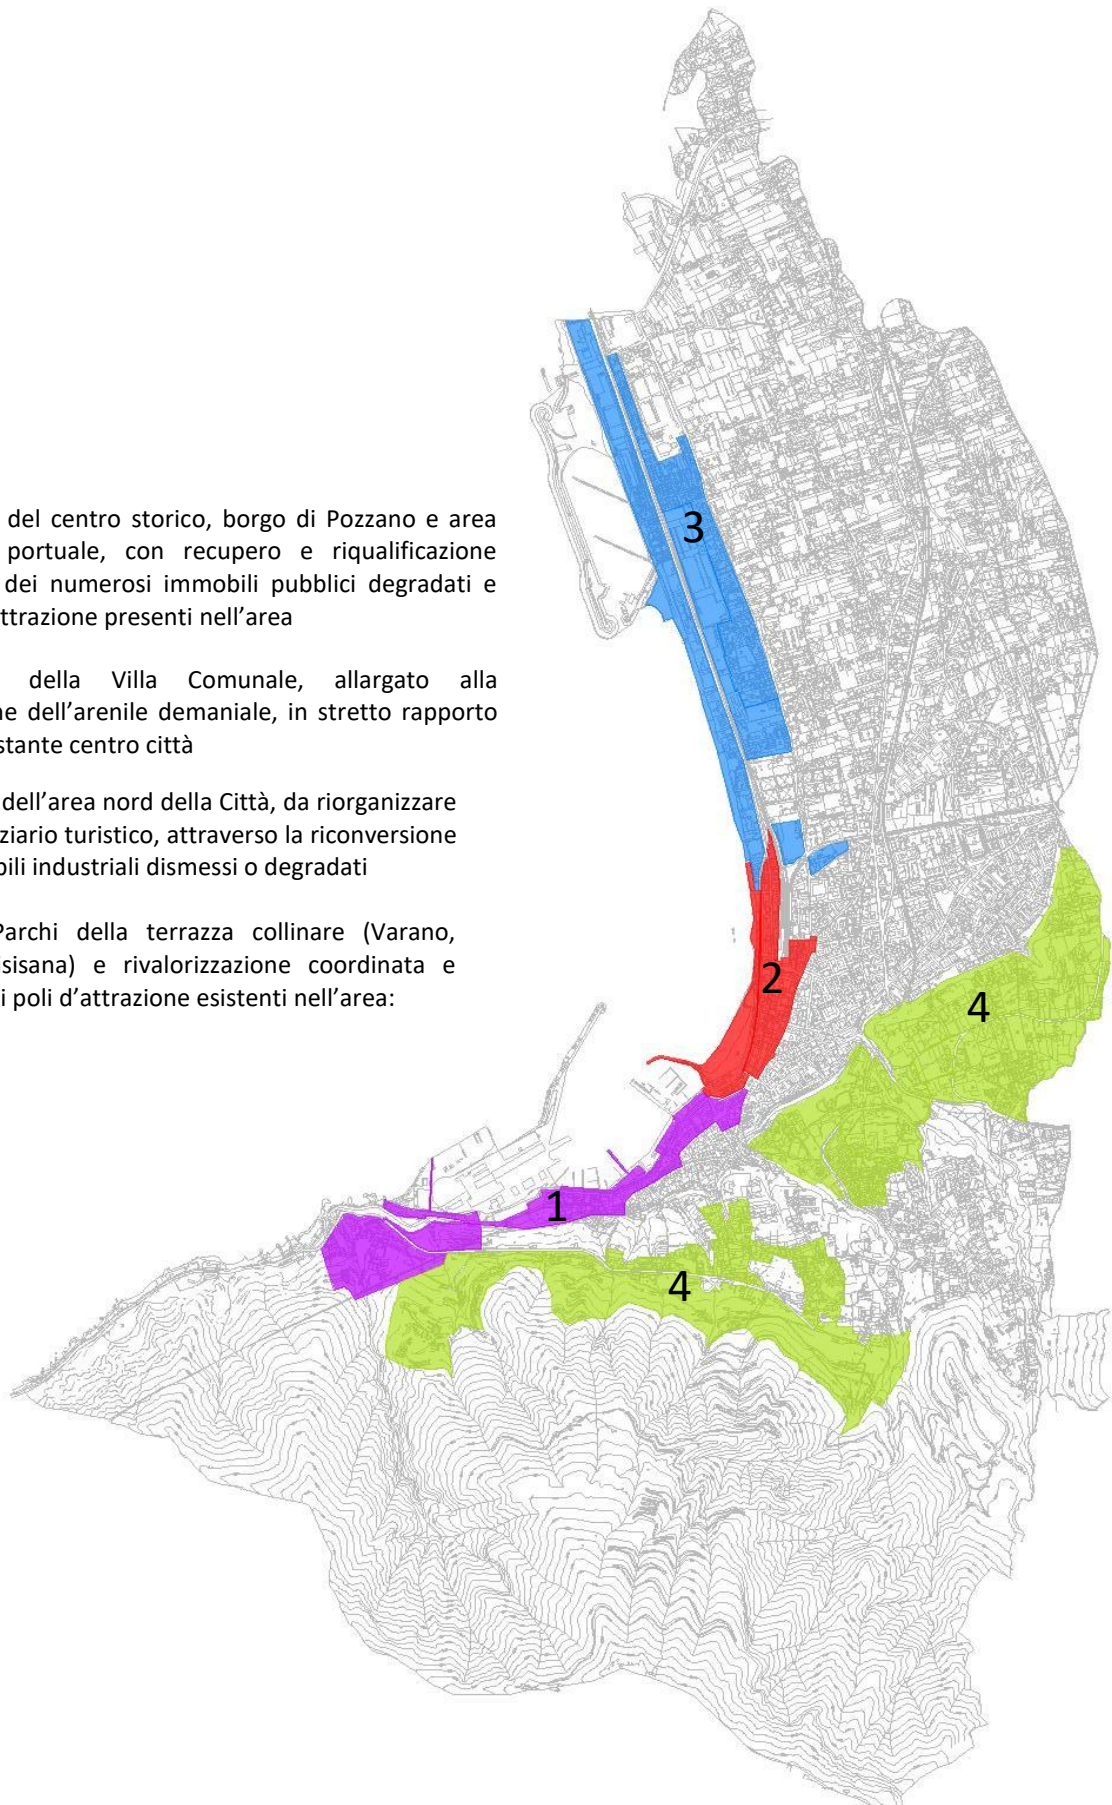 del centro storico, borgo di Pozzano e area
portuale, con recupero e riqualificazione
dei numerosi immobili pubblici degradati e
ttrazione presenti nell’area
della Villa Comunale, allargato alla
ne dell’arenile demaniale, in stretto rapporto
stante centro città
dell’area nord della Città, da riorganizzare
ziario turistico, attraverso la riconversione
bili industriali dismessi o degradati
Parchi della terrazza collinare (Varano,
isisana) e rivalorizzazione coordinata e
i poli d’attrazione esistenti nell’area:
3
2
4
1
4